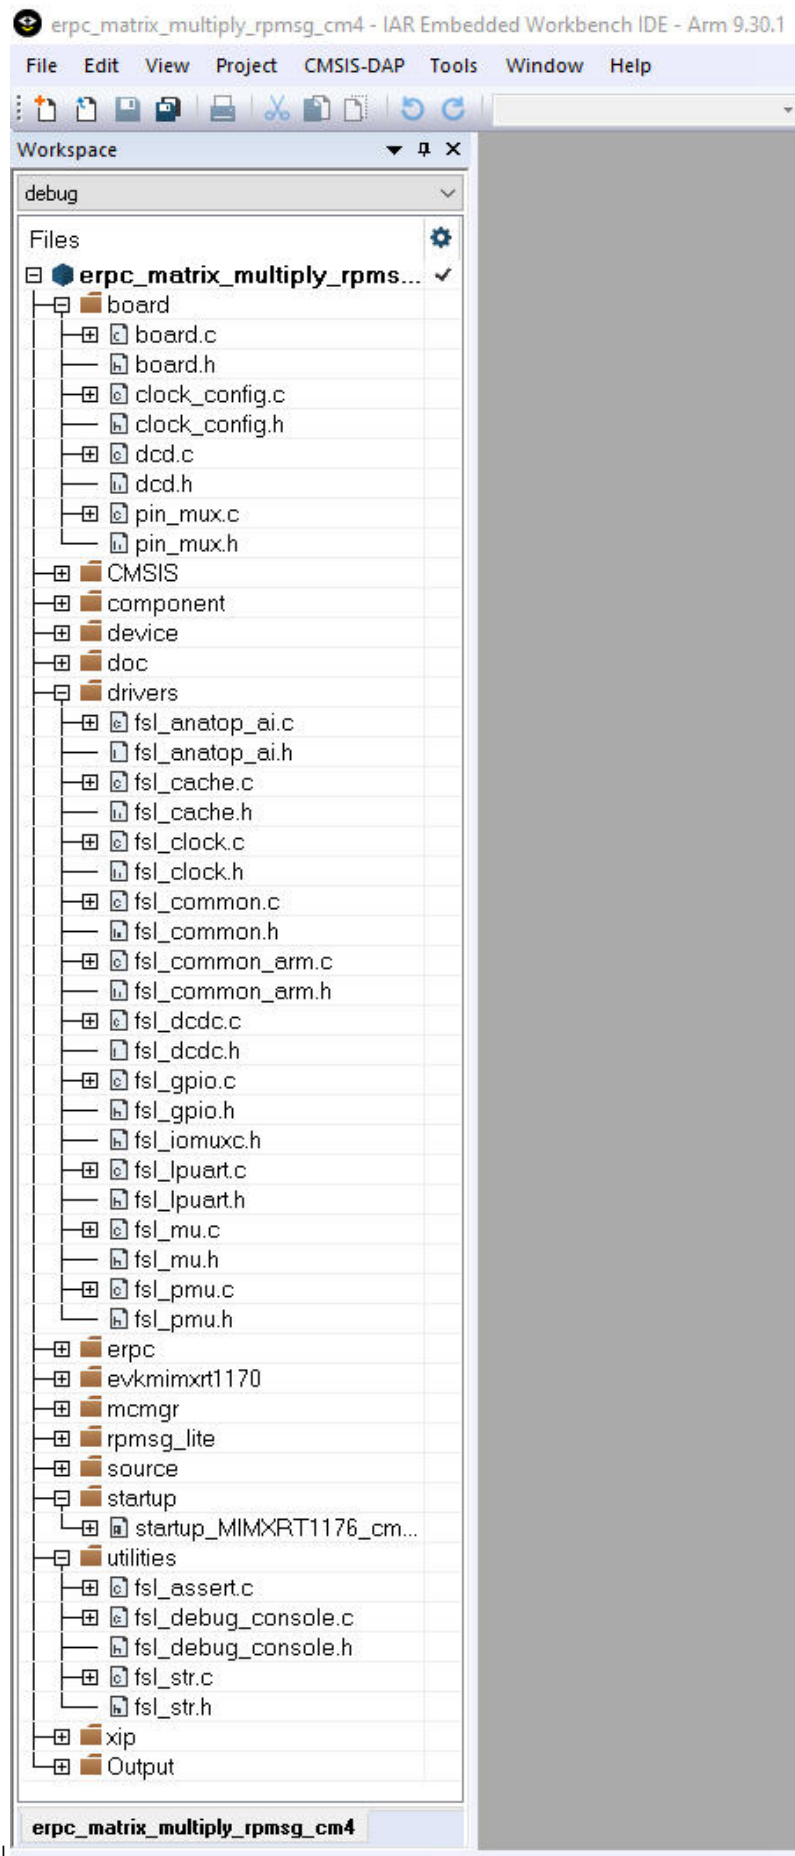 erpc_matrix_multiply_rpmsg_cm4 - IAR Embedded Workbench IDE - Arm 9.30.1
File Edit View Project CMSIS-DAP Tools Window Help
Workspace
debug
Files
erpc_matrix_multiply_rpms...
board
board.c
board.h
clock_config.c
clock_config.h
dcd.c
dcd.h
pin_mux.c
pin_mux.h
CMSIS
component
device
doc
drivers
fsl_anatop_ai.c
fsl_anatop_ai.h
fsl_cache.c
fsl_cache.h
fsl_clock.c
fsl_clock.h
fsl_common.c
fsl_common.h
fsl_common_arm.c
fsl_common_arm.h
fsl_dcdc.c
fsl_dcdc.h
fsl_gpio.c
fsl_gpio.h
fsl_iomuxc.h
fsl_lpuart.c
fsl_lpuart.h
fsl_mu.c
fsl_mu.h
fsl_pmu.c
fsl_pmu.h
erpc
evkmimxrt1170
mcmgr
rpmsg_lite
source
startup
startup_MIMXRT1176_cm...
utilities
fsl_assert.c
fsl_debug_console.c
fsl_debug_console.h
fsl_str.c
fsl_str.h
xip
Output
erpc_matrix_multiply_rpmsg_cm4